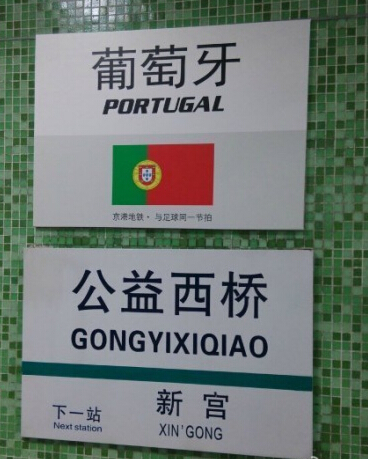 葡萄牙
PORTUGAL
京港地铁·与足球同一节拍
公益西桥
GONGYIXIQIAO
下一站
Next station
新宫
XIN'GONG